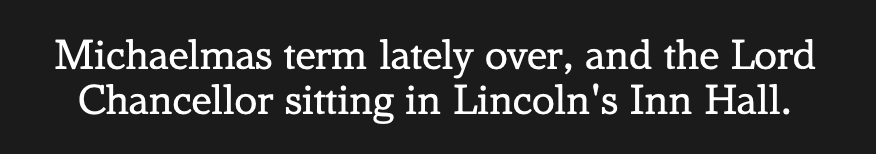 Michaelmas term lately over, and the Lord
Chancellor sitting in Lincoln's Inn Hall.